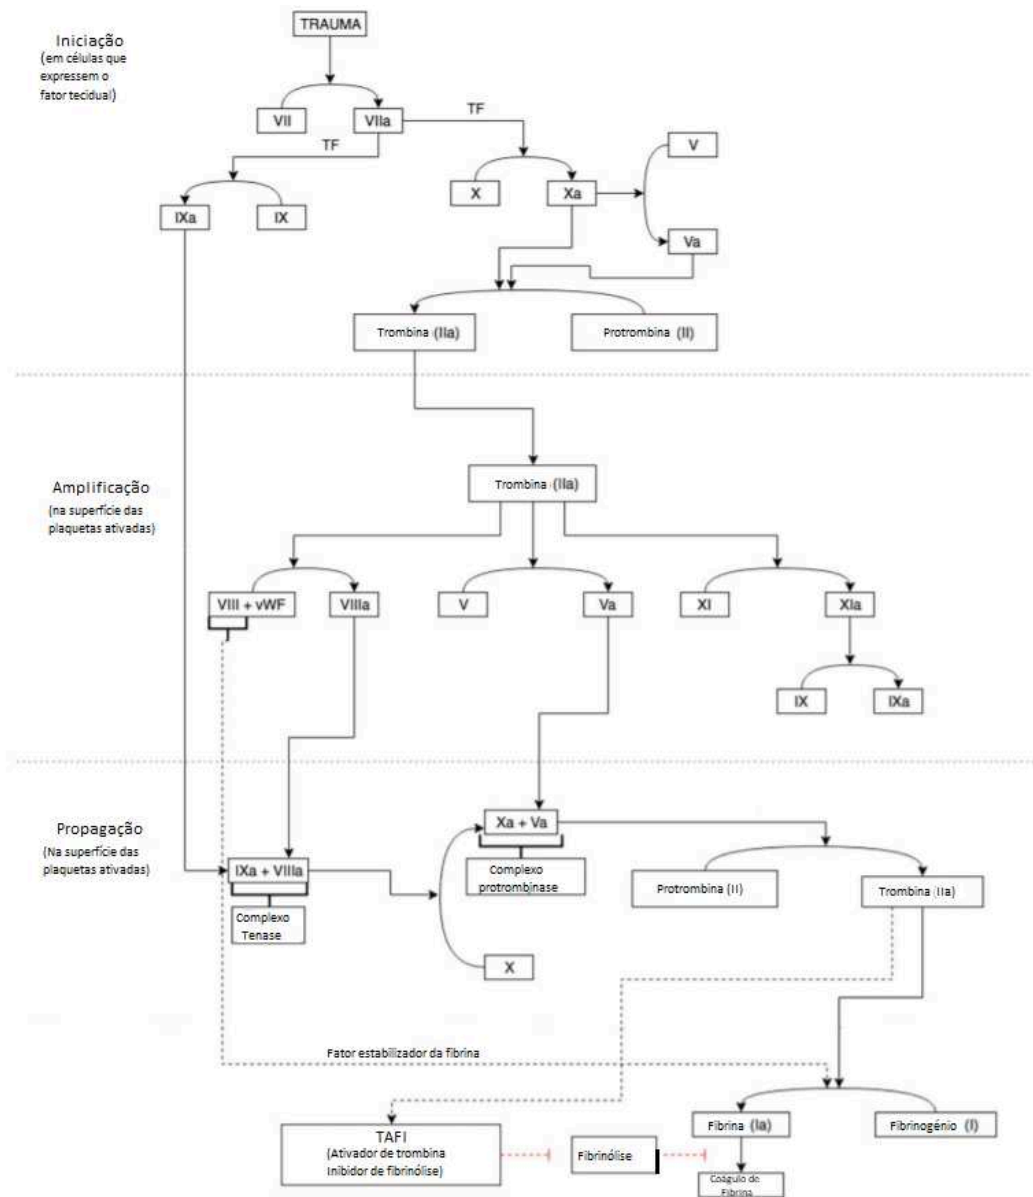 TRAUMA
Iniciação
(em células que
expressem o
fator tecidual)
VII
VIIa
TF
TF
V
X
Xa
IXa
IX
Va
Trombina (IIa)
Protrombina (II)
Amplificação
(na superfície das
plaquetas ativadas)
Trombina (IIa)
VIII + vWF
VIIIa
V
Va
XI
XIa
IX
IXa
Propagação
(Na superfície das
plaquetas ativadas)
Xa + Va
Complexo
protrombinase
IXa + VIIIa
Complexo
Tenase
Protrombina (II)
Trombina (IIa)
X
Fator estabilizador da fibrina
Fibrina (Ia)
Fibrinogénio (I)
TAFI
(Ativador de trombina
Inibidor de fibrinólise)
Fibrinólise
Coágulo de
Fibrina